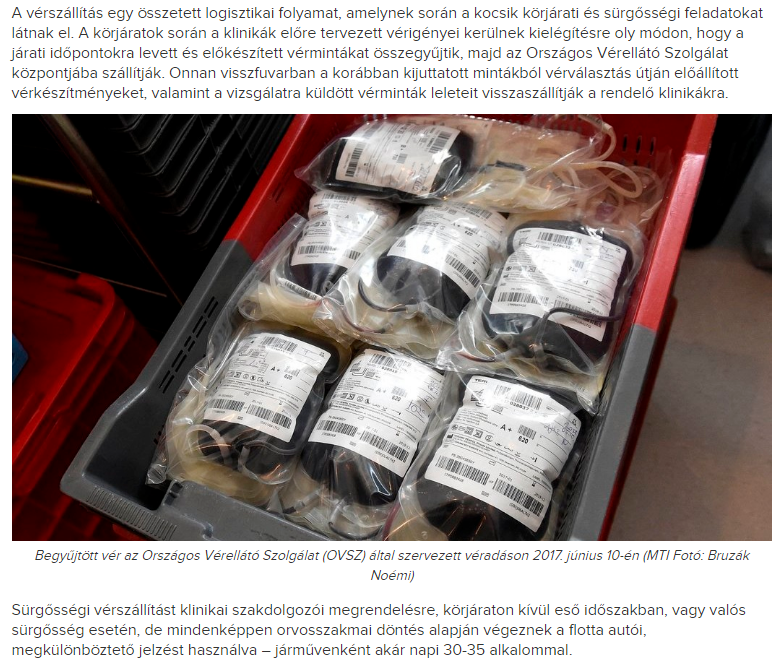 A vérszállítás egy összetett logisztikai folyamat, amelynek során a kocsik körjárati és sürgősségi feladatokat
látnak el. A körjáratok során a klinikák előre tervezett vérigényei kerülnek kielégítésre oly módon, hogy a
járati időpontokra levett és előkészített vérmintákat összegyűjtik, majd az Országos Vérellátó Szolgálat
központjába szállítják. Onnan visszfuvarban a korábban kijuttatott mintákból vérválasztás útján előállított
vérkészítményeket, valamint a vizsgálatra küldött vérminták leleteit visszaszállítják a rendelő klinikákra.
A+
620
A+
620
A+
620
Begyűjtött vér az Országos Vérellátó Szolgálat (OVSZ) által szervezett véradáson 2017. június 10-én (MTI Fotó: Bruzák
Noémi)
Sürgősségi vérszállítást klinikai szakdolgozói megrendelésre, körjáraton kívül eső időszakban, vagy valós
sürgősség esetén, de mindenképpen orvosszakmai döntés alapján végeznek a flotta autói,
megkülönböztető jelzést használva – járművenként akár napi 30-35 alkalommal.